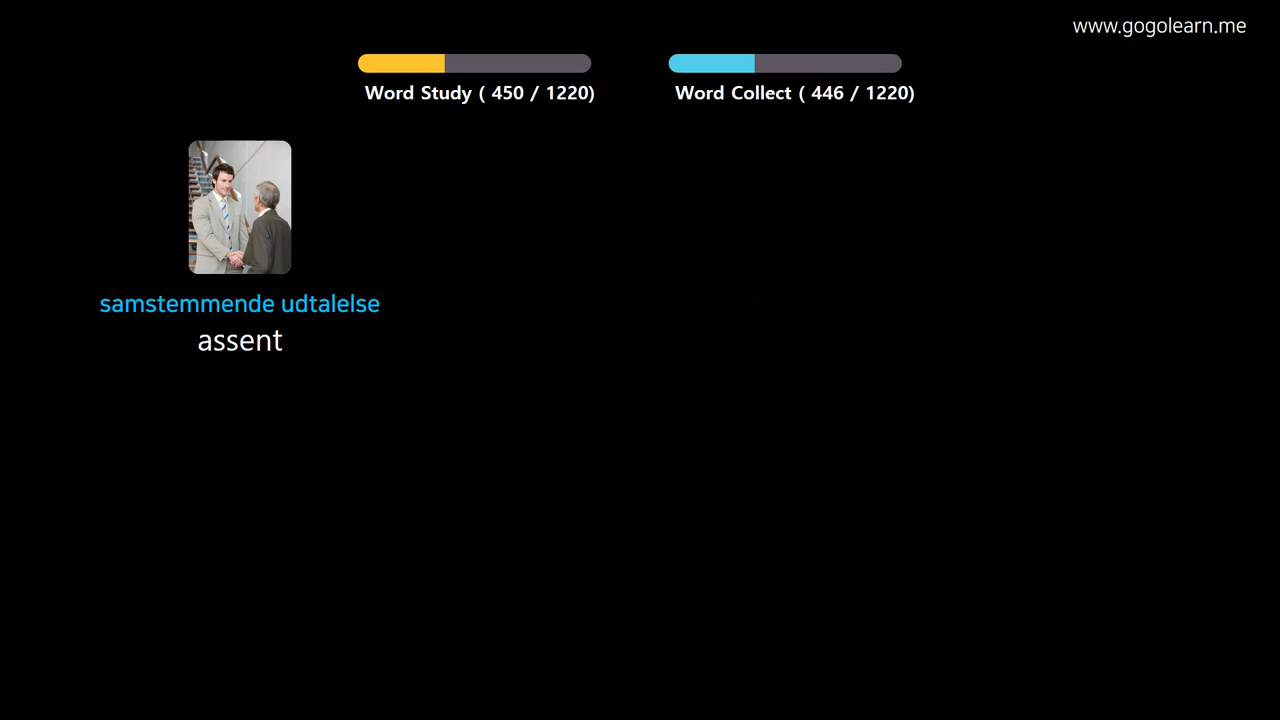 www.gogolearn.me
Word Study ( 450 / 1220)
Word Collect ( 446 / 1220)
samstemmende udtalelse
assent